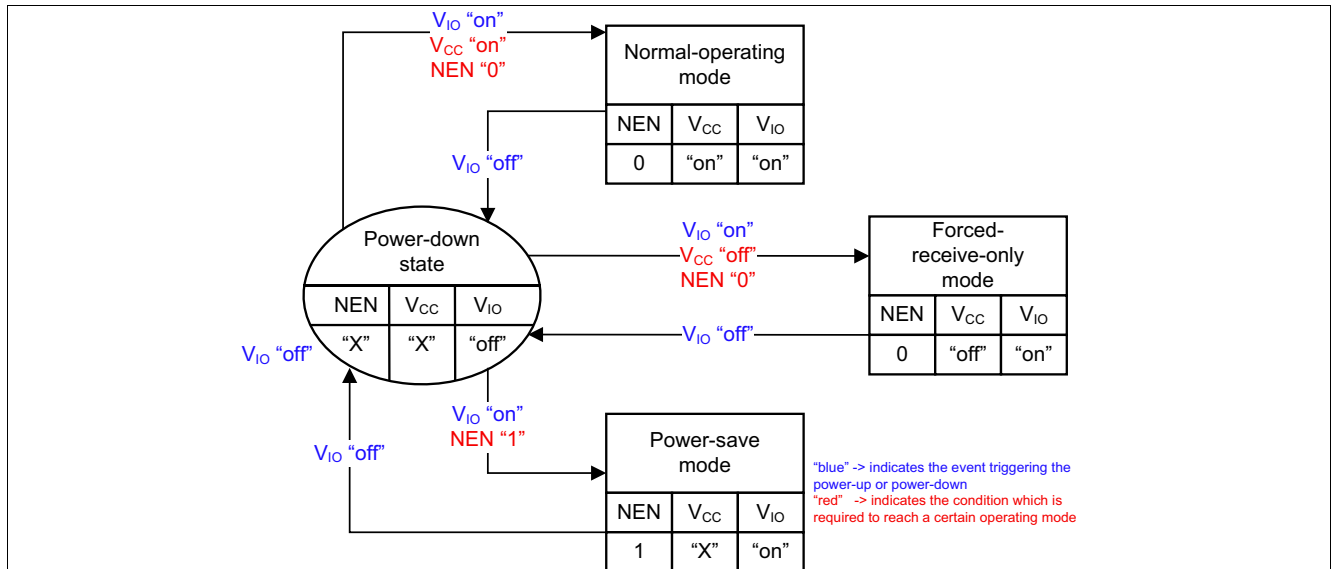 VIO “on”
VCC “on”
NEN “0”
Normal-operating
mode
NEN VCC VIO
0 “on” “on”
VIO “off”
Power-down
state
NEN VCC VIO
“X” “X” “off”
VIO “off”
VIO “on”
VCC “off”
NEN “0”
Forced-
receive-only
mode
NEN VCC VIO
0 “off” “on”
VIO “off”
VIO “on”
NEN “1”
VIO “off”
Power-save
mode
NEN VCC VIO
1 “X” “on”
“blue” -> indicates the event triggering the
power-up or power-down
“red” -> indicates the condition which is
required to reach a certain operating mode